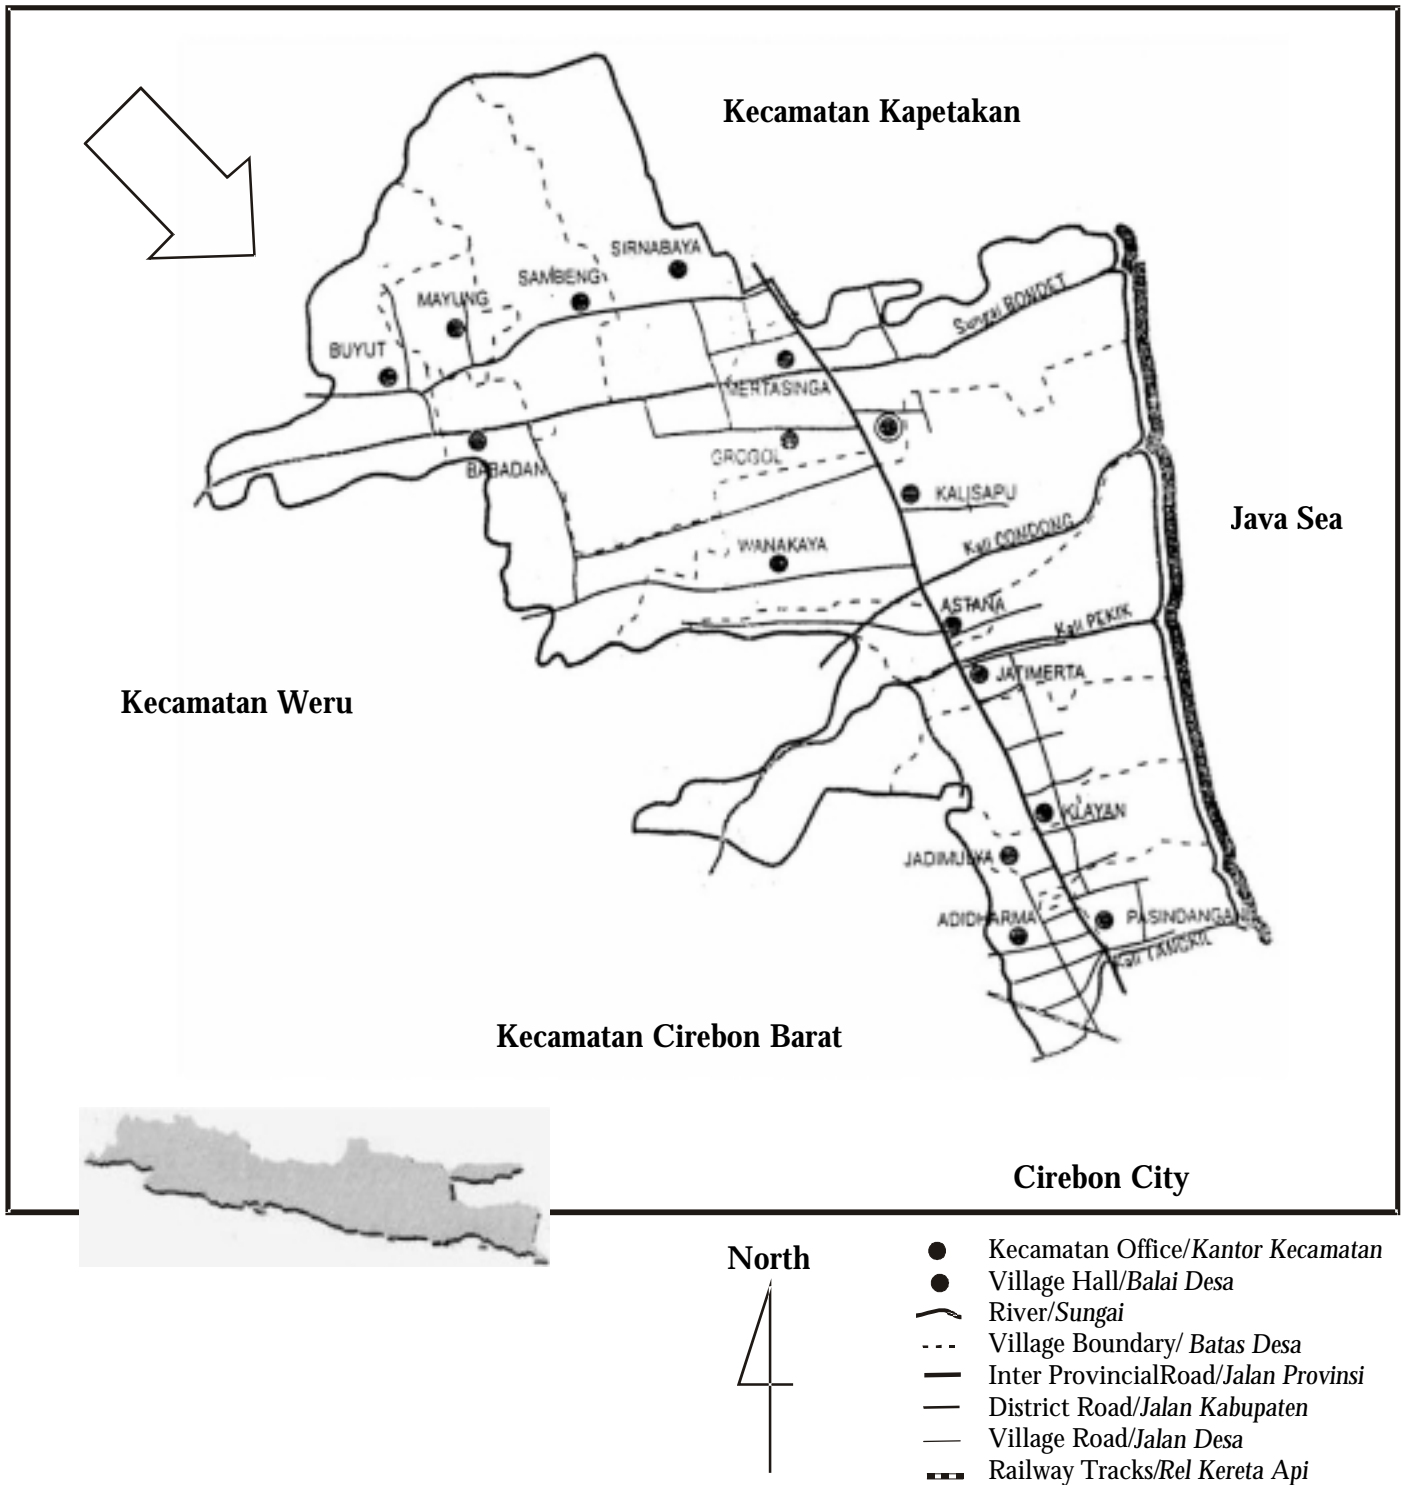 Kecamatan Kapetakan
SIRNABAYA
SAMBENG
MAYUNG
Sungai BONDET
BUYUT
MERTASINGA
GROGOL
BABADAN
KALISAPU
Java Sea
Kali CONDONG
WANAKAYA
ASTANA
Kali PEKIK
JATIMERTA
Kecamatan Weru
KLAYAN
JADIMULYA
ADIDHARMA
PASINDANGAN
Kali TANGKIL
Kecamatan Cirebon Barat
Cirebon City
North
Kecamatan Office/Kantor Kecamatan
Village Hall/Balai Desa
River/Sungai
Village Boundary/ Batas Desa
Inter ProvincialRoad/Jalan Provinsi
District Road/Jalan Kabupaten
Village Road/Jalan Desa
Railway Tracks/Rel Kereta Api